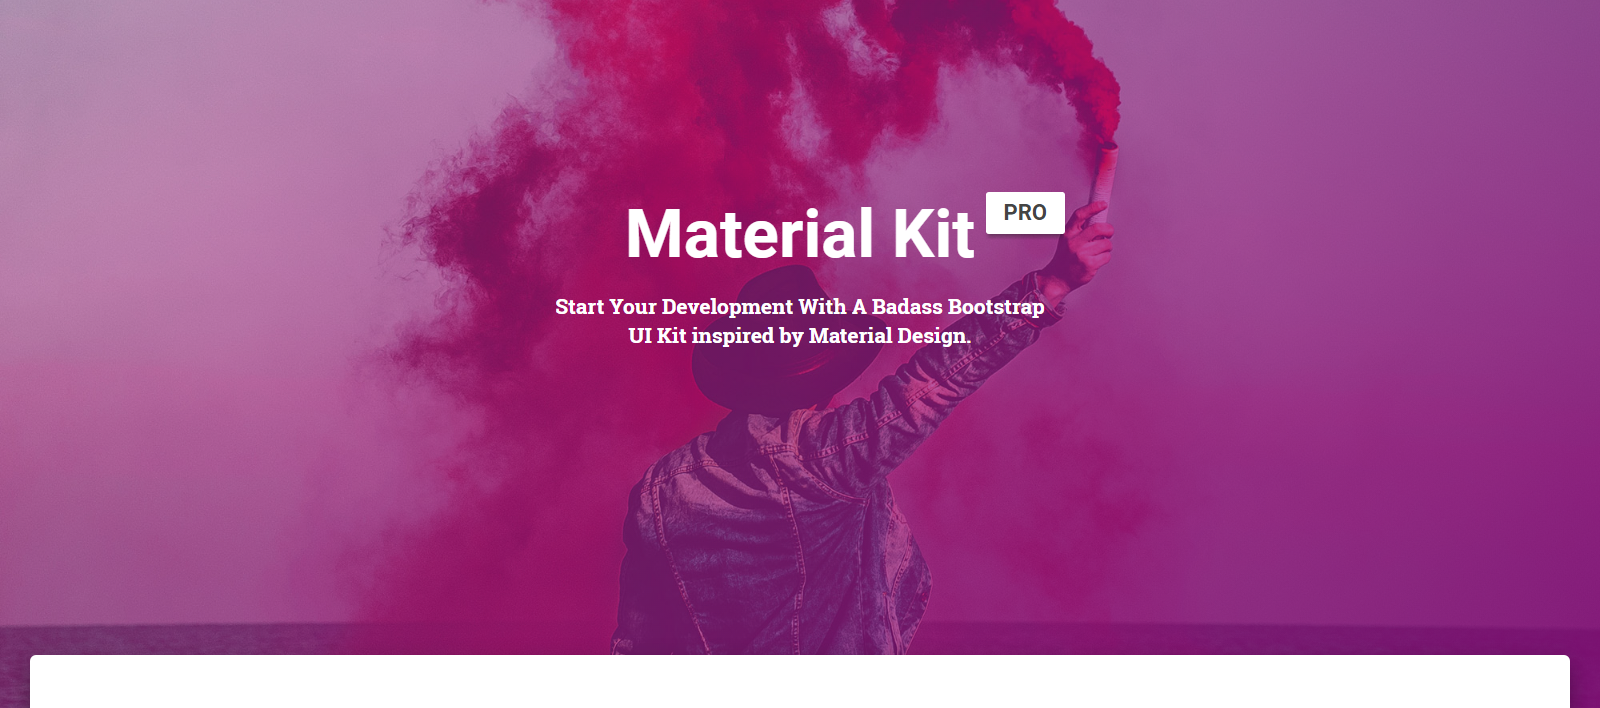 Material Kit PRO
Start Your Development With A Badass Bootstrap
UI Kit inspired by Material Design.